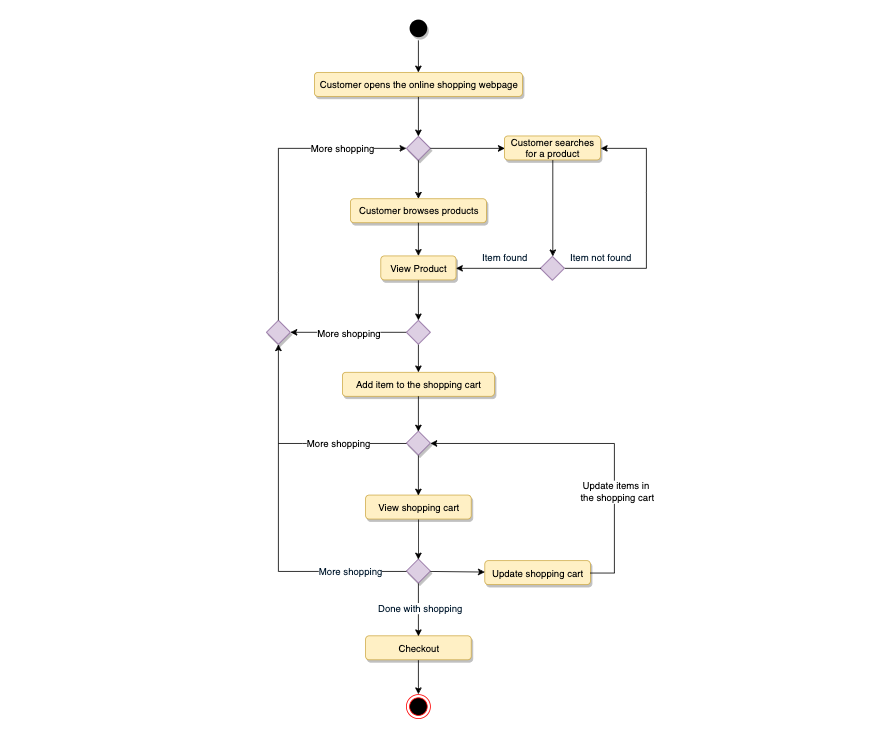 Customer opens the online shopping webpage
More shopping
Customer searches
for a product
Customer browses products
Item found
Item not found
View Product
More shopping
Add item to the shopping cart
More shopping
Update items in
the shopping cart
View shopping cart
More shopping
Update shopping cart
Done with shopping
Checkout